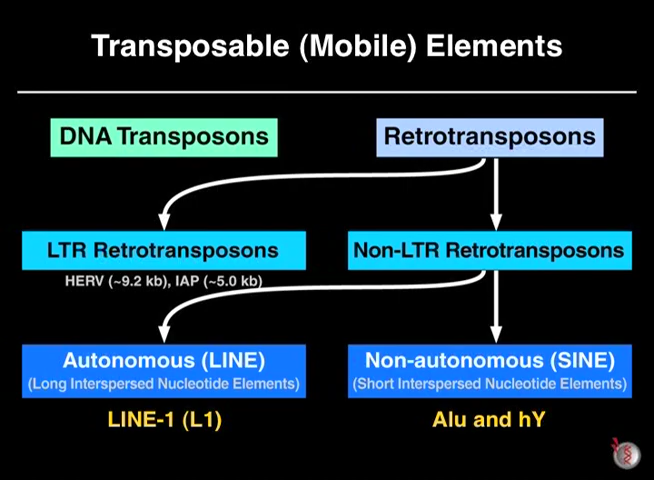 Transposable (Mobile) Elements
DNA Transposons
Retrotransposons
LTR Retrotransposons
Non-LTR Retrotransposons
HERV (~9.2 kb), IAP (~5.0 kb)
Autonomous (LINE)
(Long Interspersed Nucleotide Elements)
Non-autonomous (SINE)
(Short Interspersed Nucleotide Elements)
LINE-1 (L1)
Alu and hY